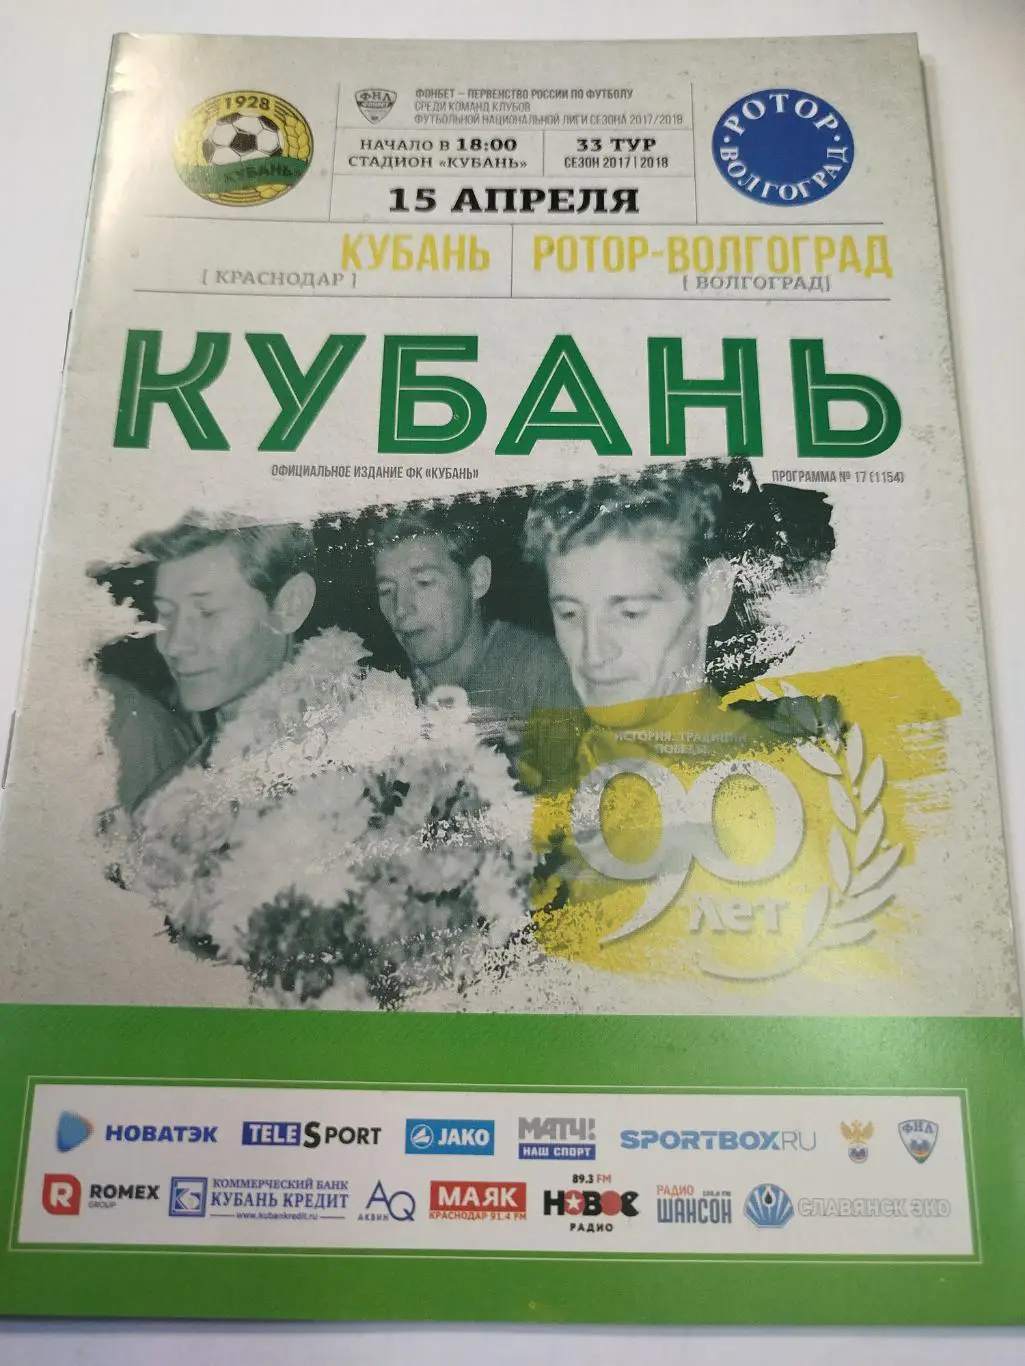 1928
КУБАНЬ
ФНЛ
ФОНБЕТ
ФОНБЕТ – ПЕРВЕНСТВО РОССИИ ПО ФУТБОЛУ
СРЕДИ КОМАНД КЛУБОВ
ФУТБОЛЬНОЙ НАЦИОНАЛЬНОЙ ЛИГИ СЕЗОНА 2017/2018
НАЧАЛО В 18:00
СТАДИОН «КУБАНЬ»
33 ТУР
СЕЗОН 2017|2018
15 АПРЕЛЯ
РОТОР
ВОЛГОГРАД
КУБАНЬ
[ КРАСНОДАР ]
РОТОР-ВОЛГОГРАД
[ ВОЛГОГРАД]
КУБАНЬ
ОФИЦИАЛЬНОЕ ИЗДАНИЕ ФК «КУБАНЬ»
ПРОГРАММА № 17 (1154)
ИСТОРИЯ. ТРАДИЦИИ
ПОБЕДЫ
90
лет
НОВАТЭК
TELESPORT
JAKO
МАТЧ!
НАШ СПОРТ
SPORTBOX.RU
ФНЛ
R ROMEX
GROUP
КОММЕРЧЕСКИЙ БАНК
КУБАНЬ КРЕДИТ
www.kubankredit.ru
AQ
АКВИН
МАЯК
КРАСНОДАР 91.4 FM
89.3 FM
НОВОЕ
РАДИО
РАДИО
ШАНСОН
СЛАВЯНСК ЭКО